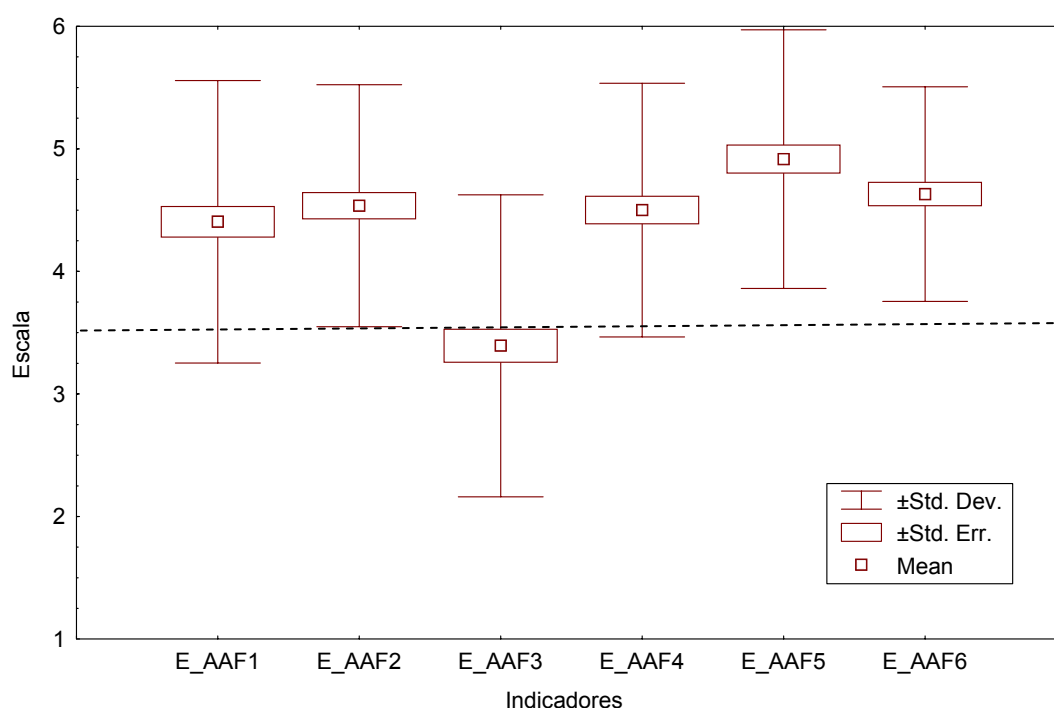 6
5
4
3
2
1
Escala
E_AAF1 E_AAF2 E_AAF3 E_AAF4 E_AAF5 E_AAF6
Indicadores
±Std. Dev.
±Std. Err.
Mean